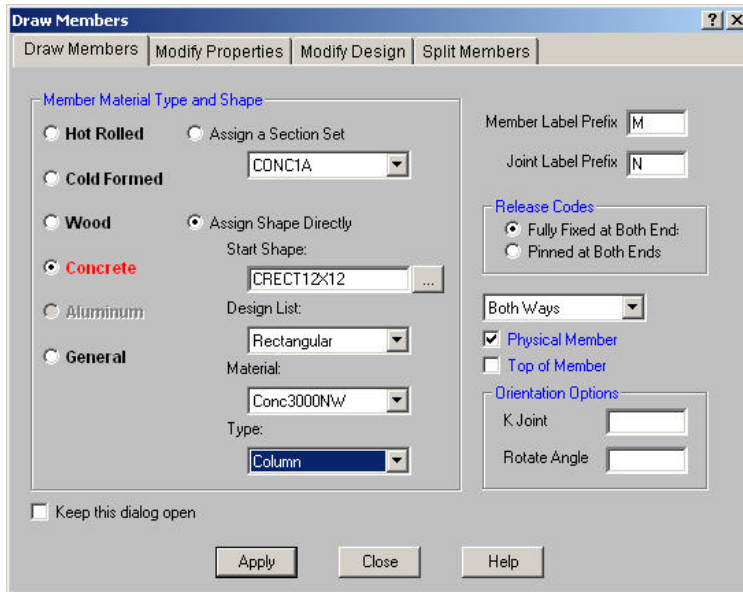 Draw Members
Draw Members Modify Properties Modify Design Split Members
Member Material Type and Shape
Hot Rolled
Cold Formed
Wood
Concrete
Aluminum
General
Assign a Section Set
CONC1A
Assign Shape Directly
Start Shape:
CRECT12X12 ...
Design List:
Rectangular
Material:
Conc3000NW
Type:
Column
Member Label Prefix M
Joint Label Prefix N
Release Codes
Fully Fixed at Both End:
Pinned at Both Ends
Both Ways
Physical Member
Top of Member
Orientation Options
K Joint
Rotate Angle
Keep this dialog open
Apply Close Help